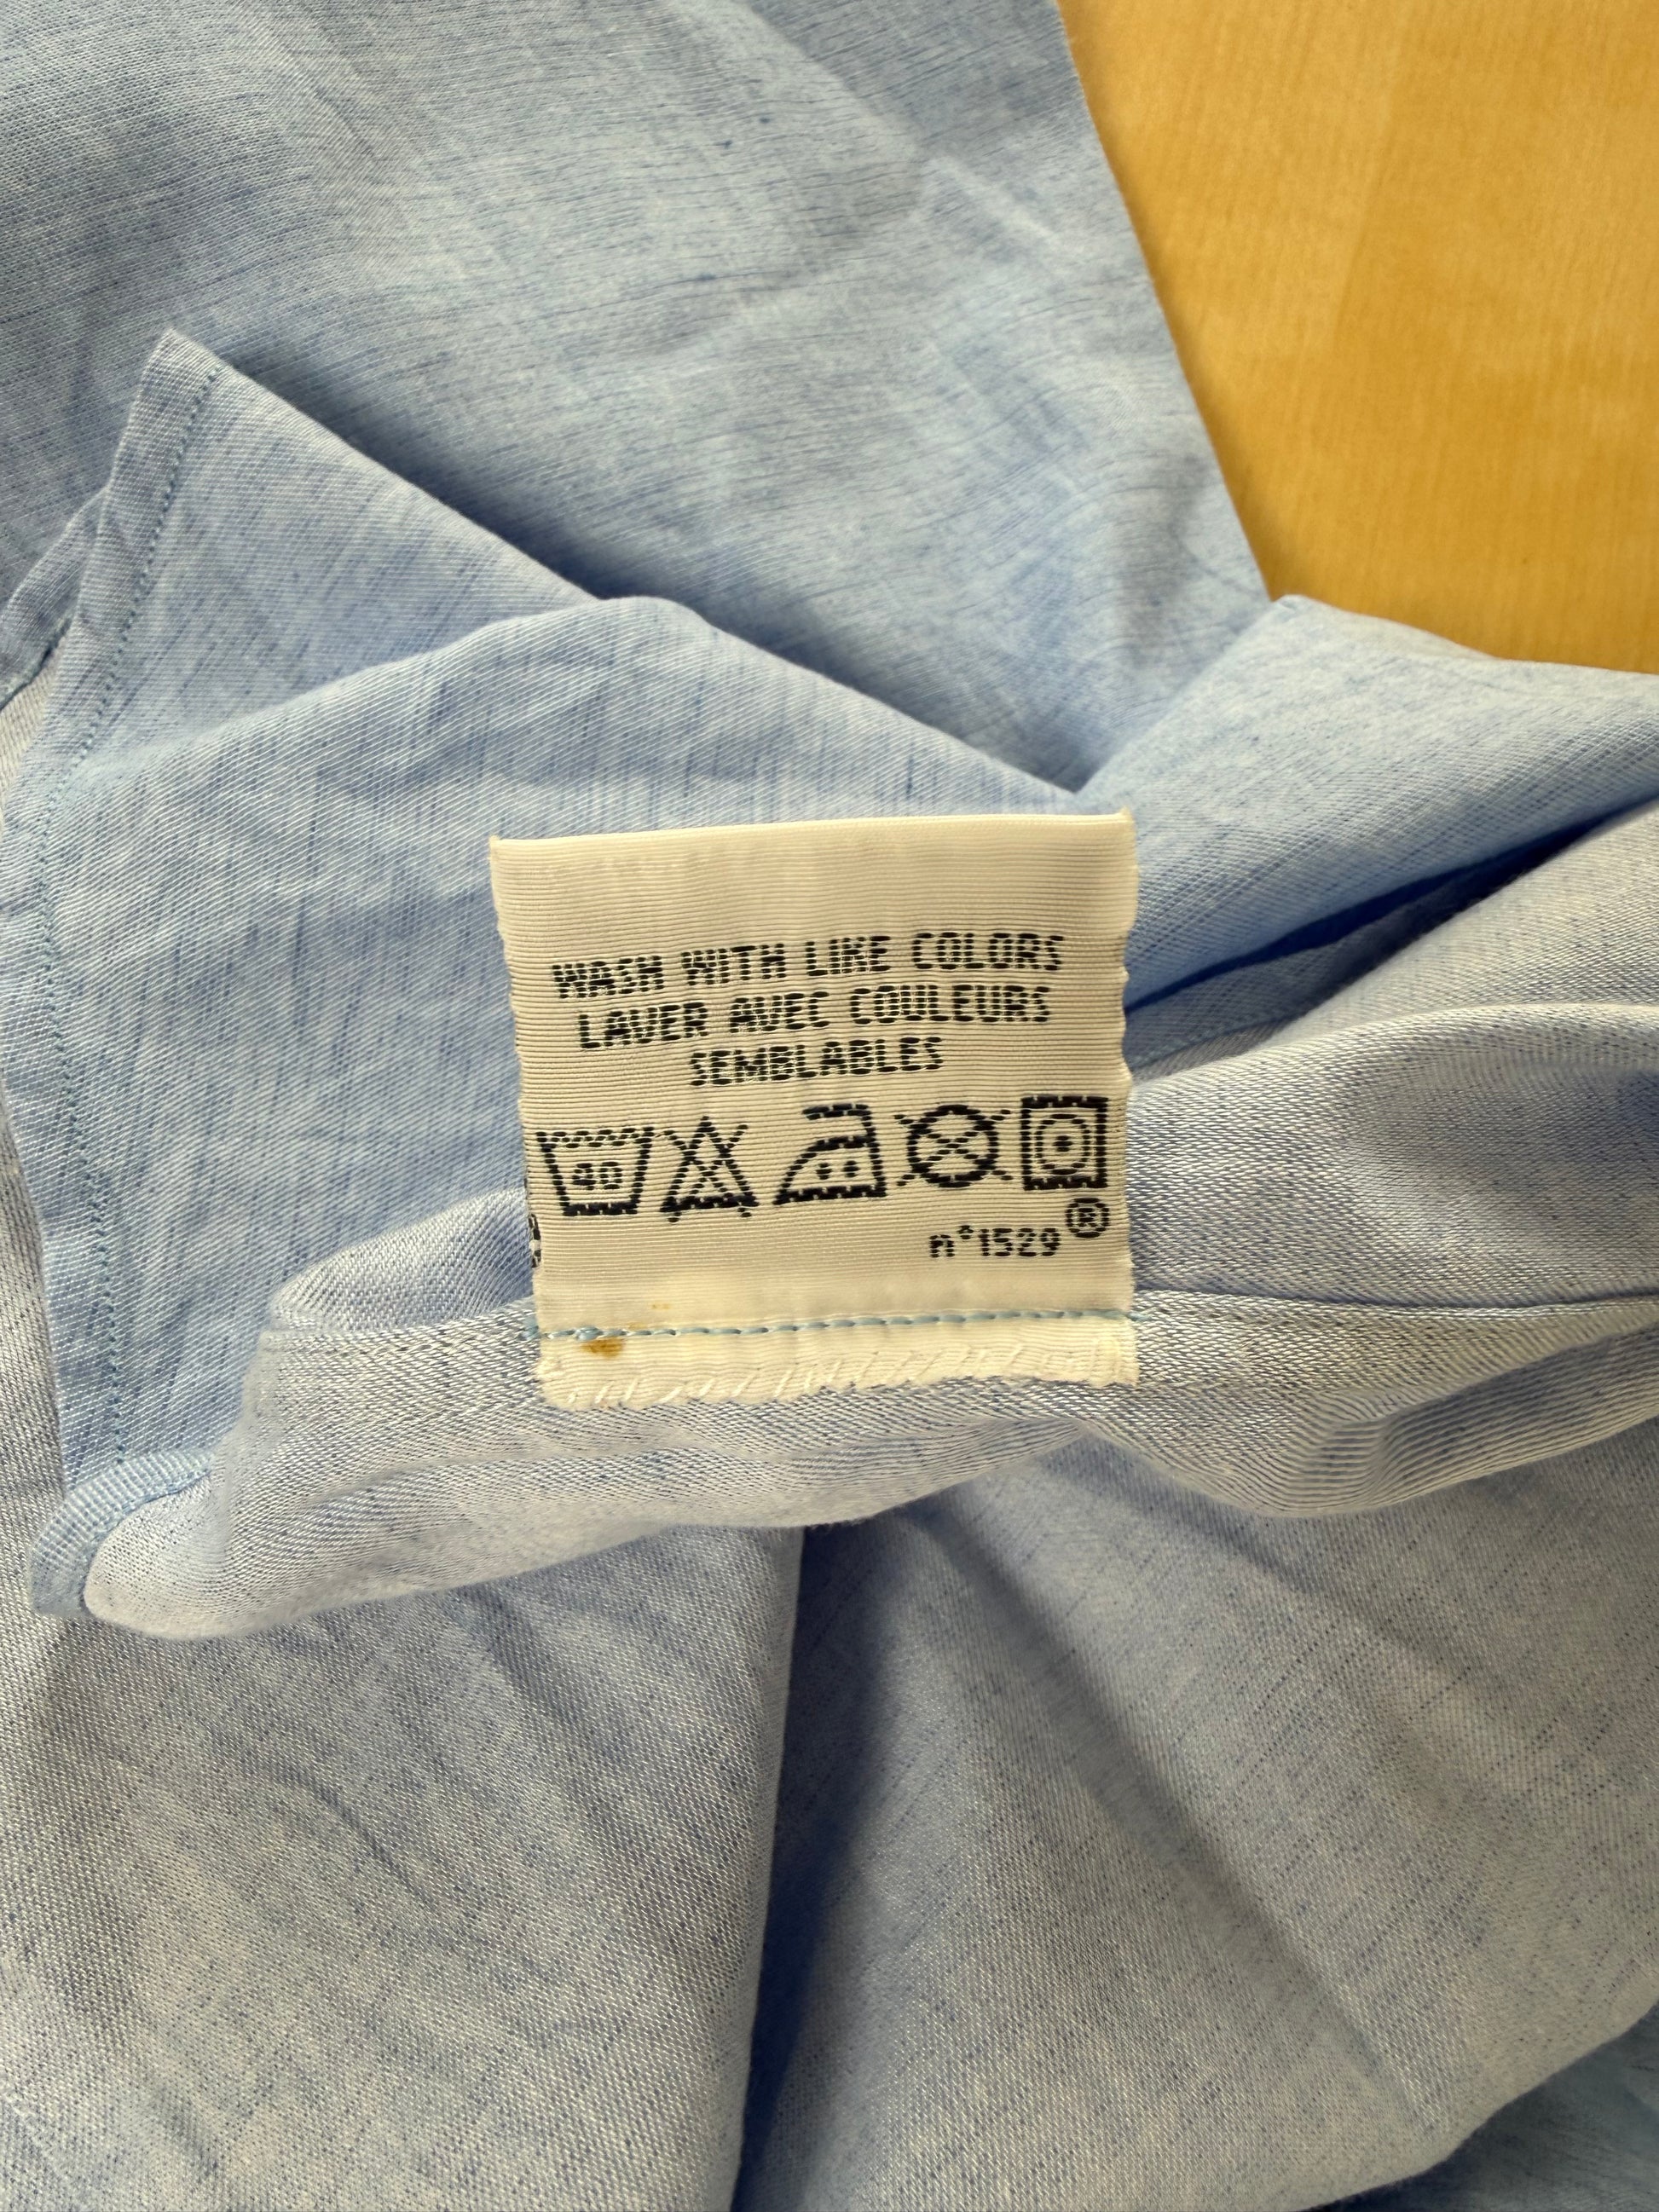 WASH WITH LIKE COLORS
LAVER AVEC COULEURS
SEMBLABLES
40
n°1529 ®